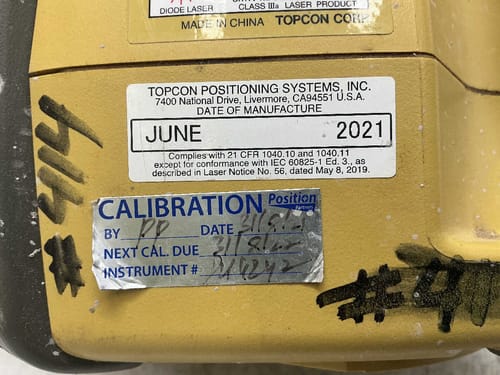 DIODE LASER CLASS IIIa LASER PRODUCT
MADE IN CHINA TOPCON CORP
TOPCON POSITIONING SYSTEMS, INC.
7400 National Drive, Livermore, CA94551 U.S.A.
DATE OF MANUFACTURE
JUNE 2021
Complies with 21 CFR 1040.10 and 1040.11
except for conformance with IEC 60825-1 Ed. 3., as
described in Laser Notice No. 56, dated May 8, 2019.
CALIBRATION Position
BY PP DATE
NEXT CAL. DUE
INSTRUMENT #
#414
#41